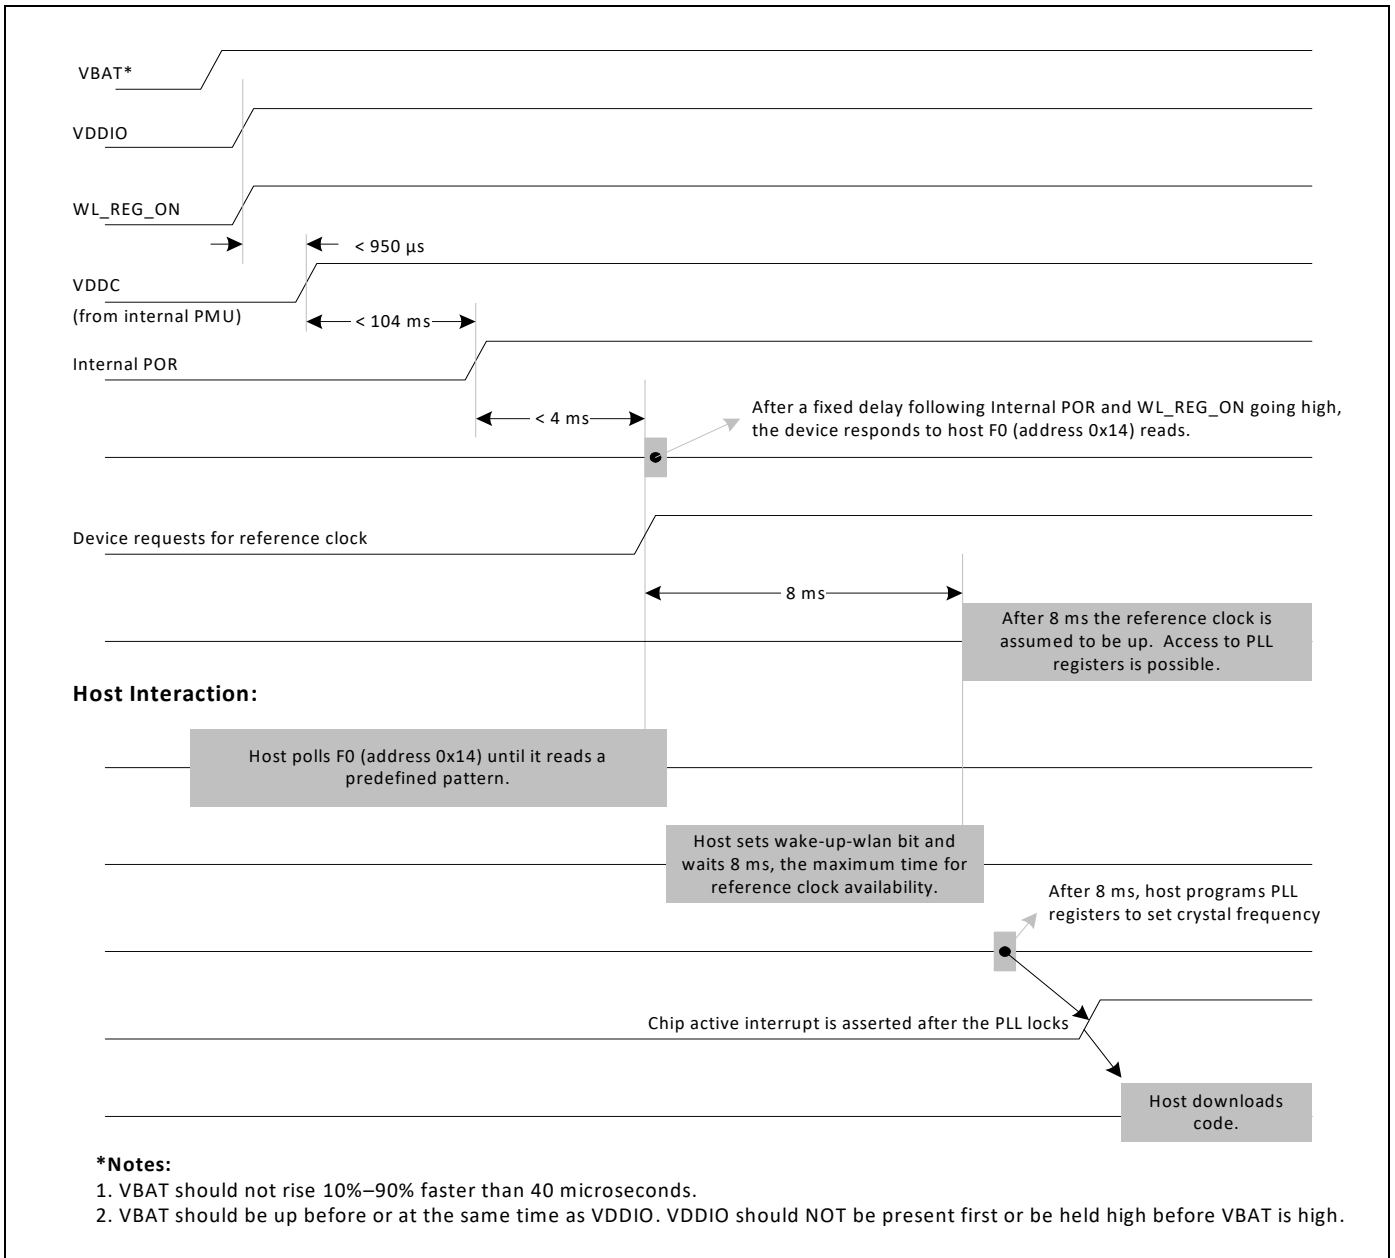 VBAT*
VDDIO
WL_REG_ON
< 950 µs
VDDC
(from internal PMU)
< 104 ms
Internal POR
< 4 ms
After a fixed delay following Internal POR and WL_REG_ON going high,
the device responds to host F0 (address 0x14) reads.
Device requests for reference clock
8 ms
After 8 ms the reference clock is
assumed to be up. Access to PLL
registers is possible.
Host Interaction:
Host polls F0 (address 0x14) until it reads a
predefined pattern.
Host sets wake-up-wlan bit and
waits 8 ms, the maximum time for
reference clock availability.
After 8 ms, host programs PLL
registers to set crystal frequency
Chip active interrupt is asserted after the PLL locks
Host downloads
code.
*Notes:
1. VBAT should not rise 10%–90% faster than 40 microseconds.
2. VBAT should be up before or at the same time as VDDIO. VDDIO should NOT be present first or be held high before VBAT is high.